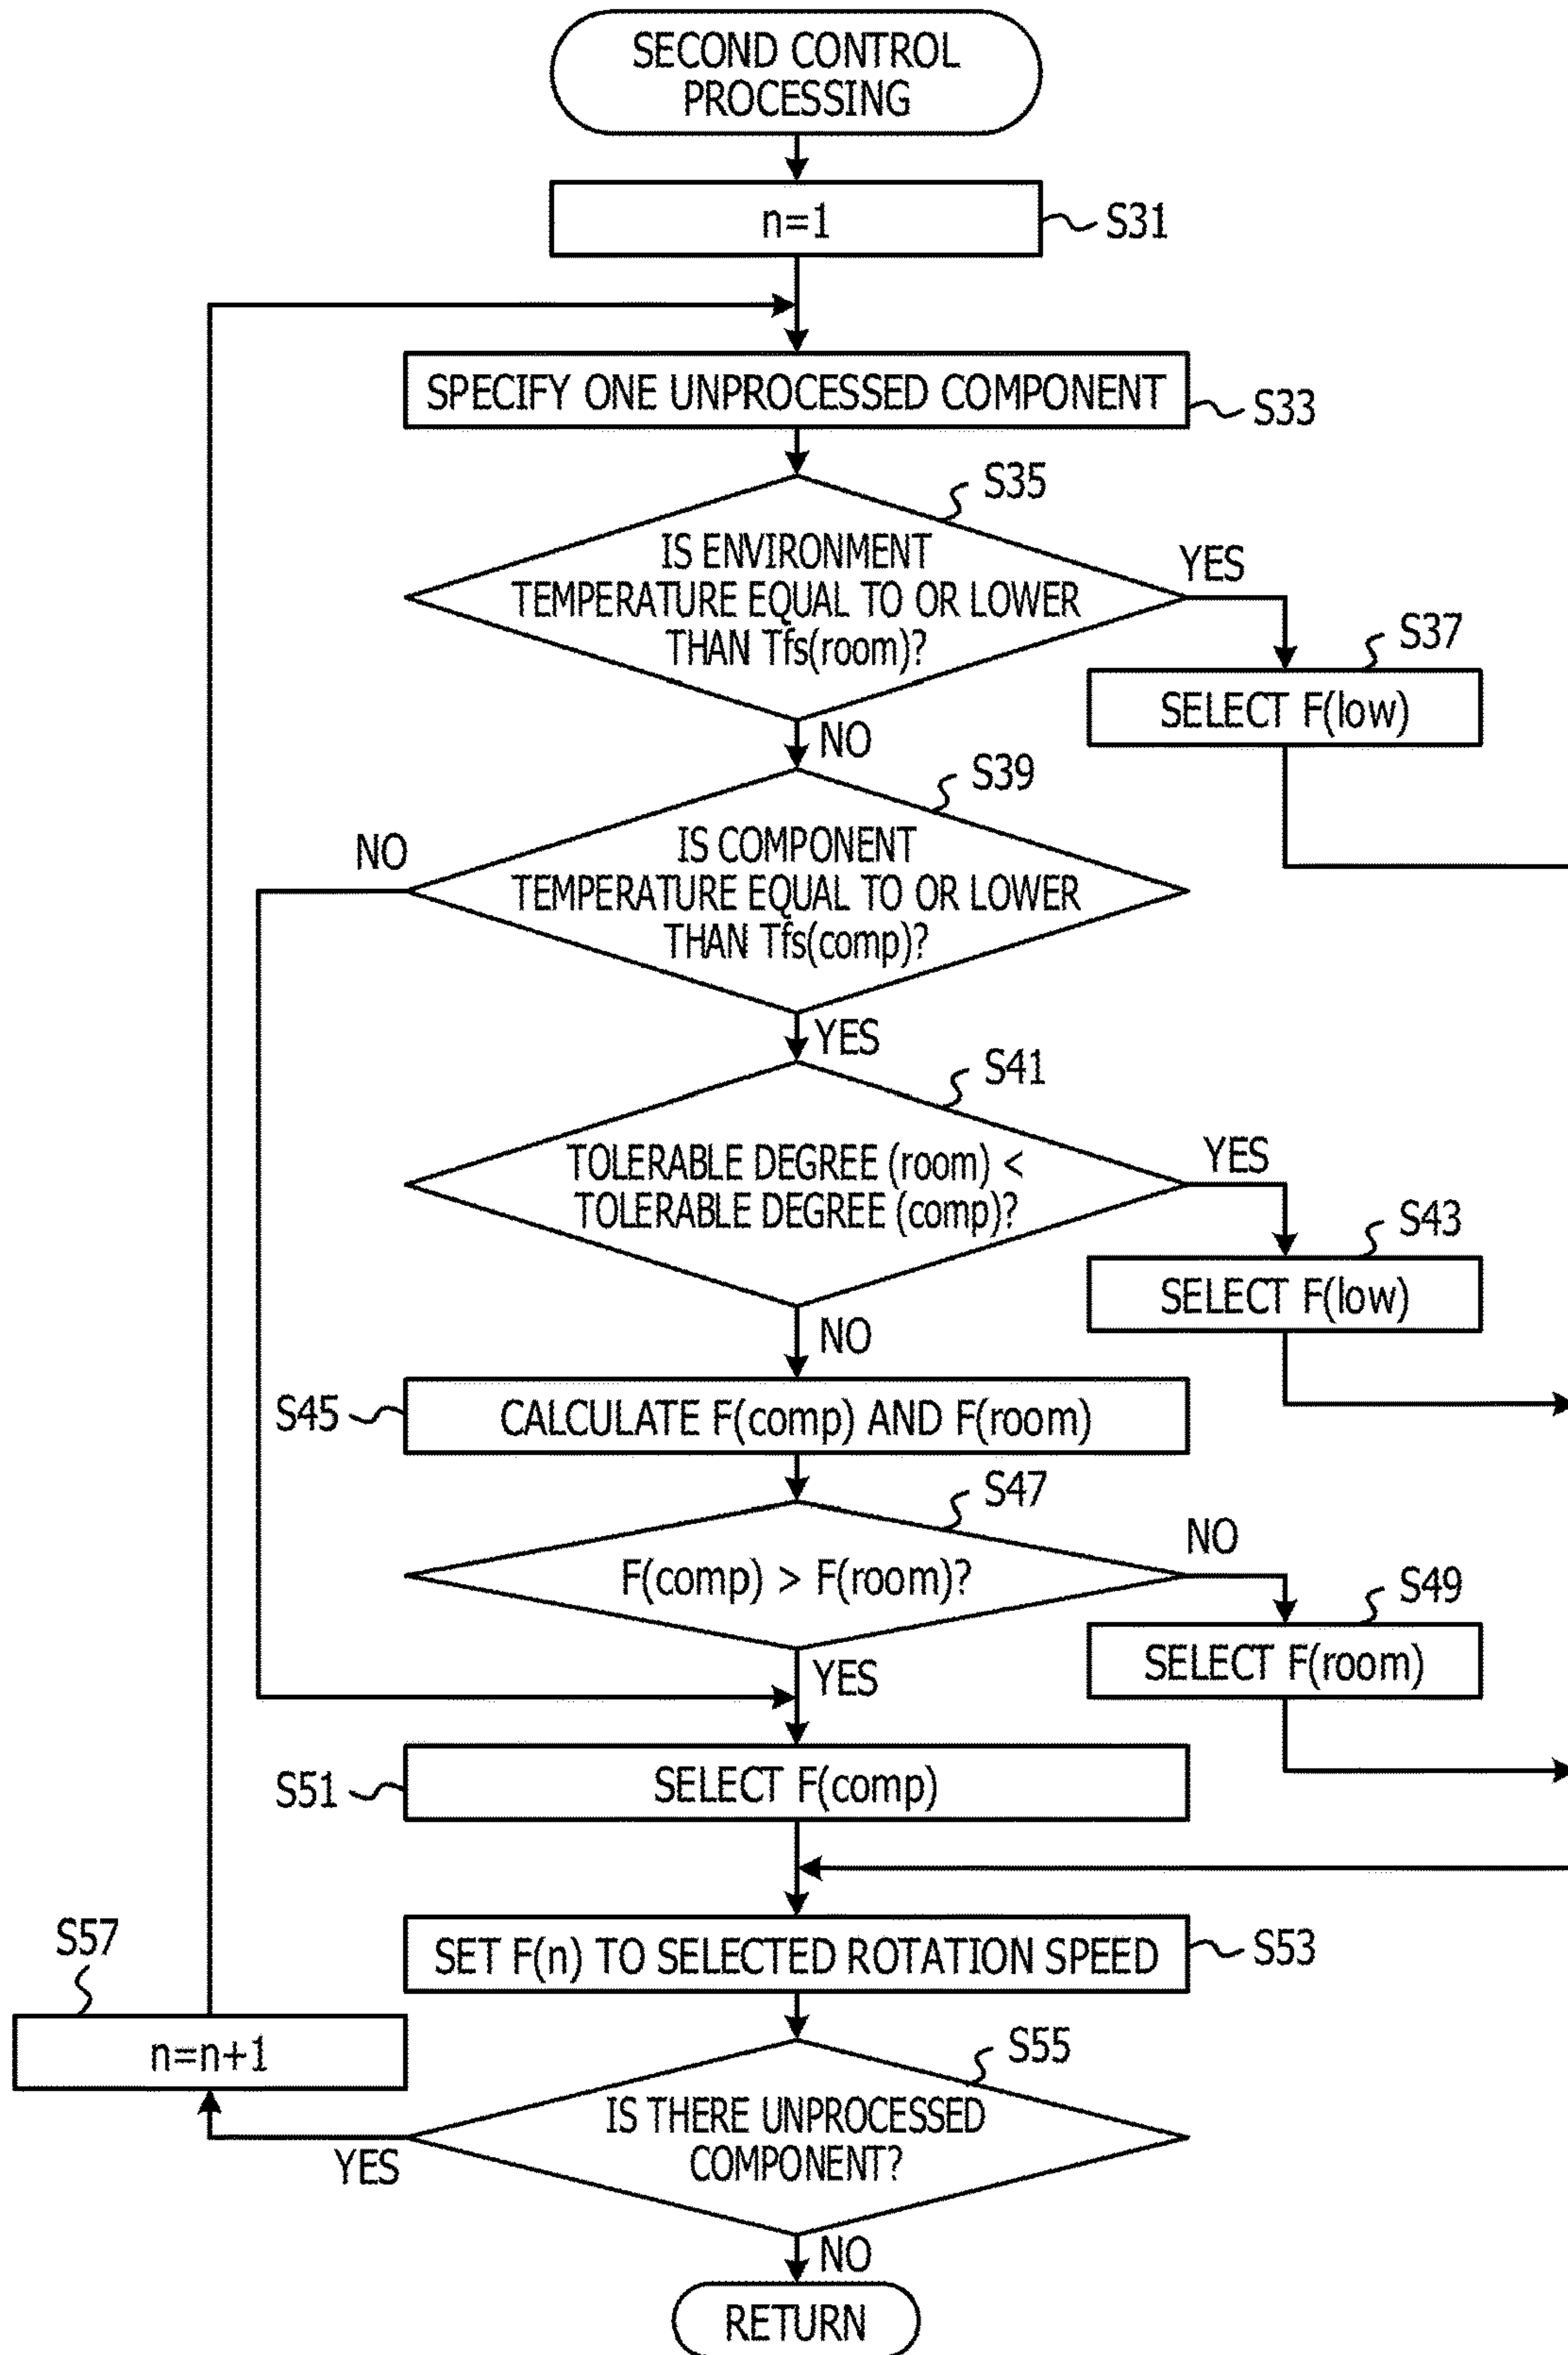 SECOND CONTROL
PROCESSING
n=1
S31
SPECIFY ONE UNPROCESSED COMPONENT
S33
S35
IS ENVIRONMENT
TEMPERATURE EQUAL TO OR LOWER
THAN Tfs(room)?
YES
S37
SELECT F(low)
NO
S39
IS COMPONENT
TEMPERATURE EQUAL TO OR LOWER
THAN Tfs(comp)?
NO
YES
S41
TOLERABLE DEGREE (room) <
TOLERABLE DEGREE (comp)?
YES
S43
SELECT F(low)
NO
S45
CALCULATE F(comp) AND F(room)
S47
F(comp) > F(room)?
NO
S49
SELECT F(room)
YES
S51
SELECT F(comp)
SET F(n) TO SELECTED ROTATION SPEED
S53
S57
n=n+1
S55
IS THERE UNPROCESSED
COMPONENT?
YES
NO
RETURN